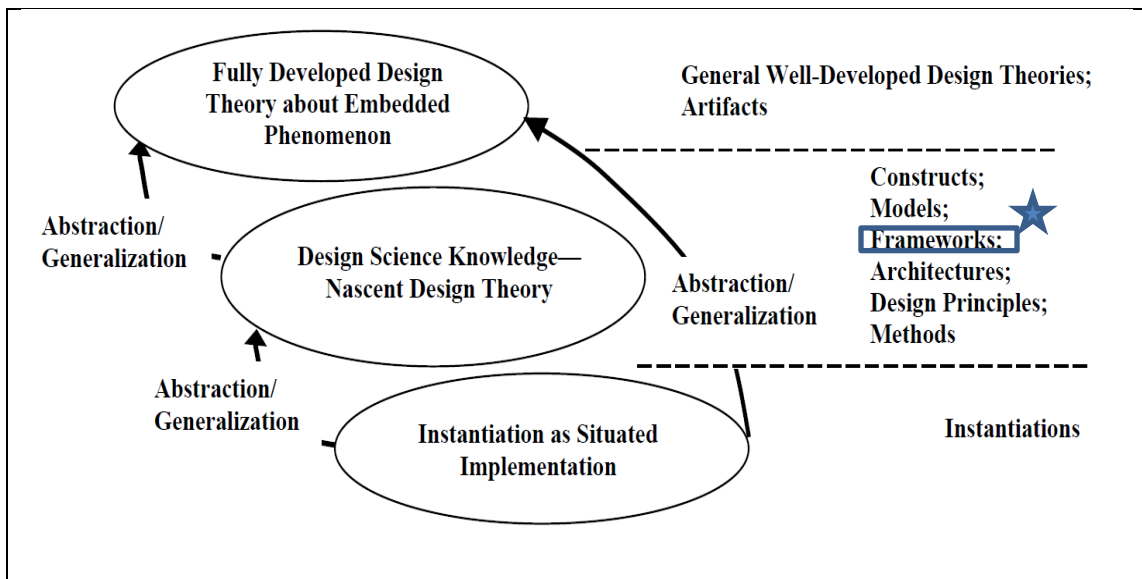 Fully Developed Design
Theory about Embedded
Phenomenon
General Well-Developed Design Theories;
Artifacts
Abstraction/
Generalization
Design Science Knowledge—
Nascent Design Theory
Abstraction/
Generalization
Constructs;
Models;
Frameworks;
Architectures;
Design Principles;
Methods
Abstraction/
Generalization
Instantiation as Situated
Implementation
Instantiations